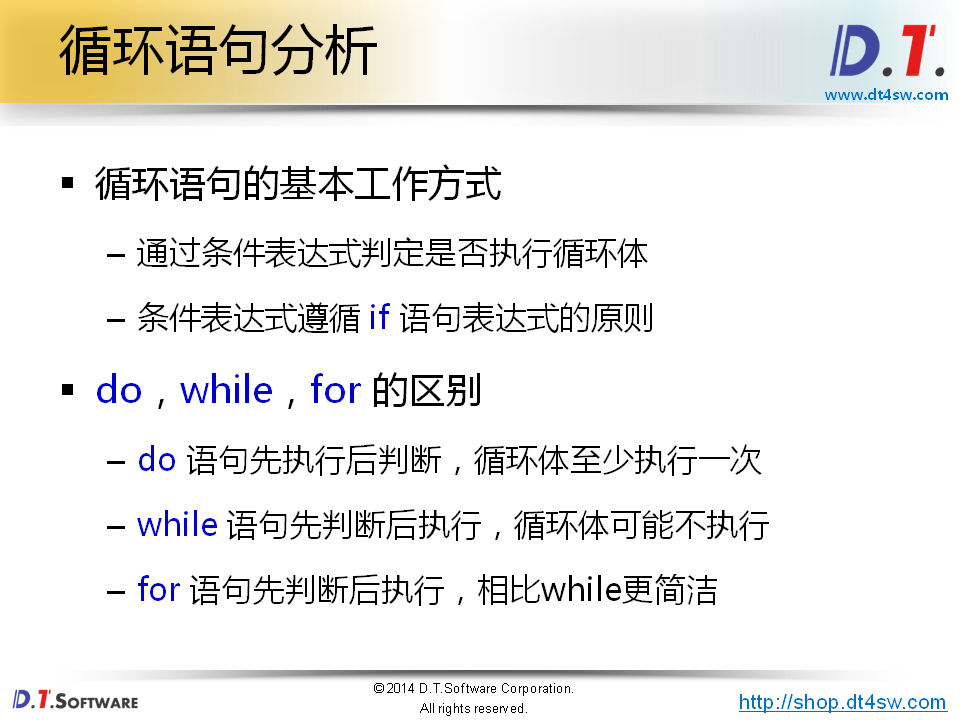 循环语句分析
D.T.
www.dt4sw.com
▪ 循环语句的基本工作方式
– 通过条件表达式判定是否执行循环体
– 条件表达式遵循 if 语句表达式的原则
▪ do，while，for 的区别
– do 语句先执行后判断，循环体至少执行一次
– while 语句先判断后执行，循环体可能不执行
– for 语句先判断后执行，相比while更简洁
D.T.SOFTWARE
©2014 D.T.Software Corporation.
All rights reserved.
http://shop.dt4sw.com